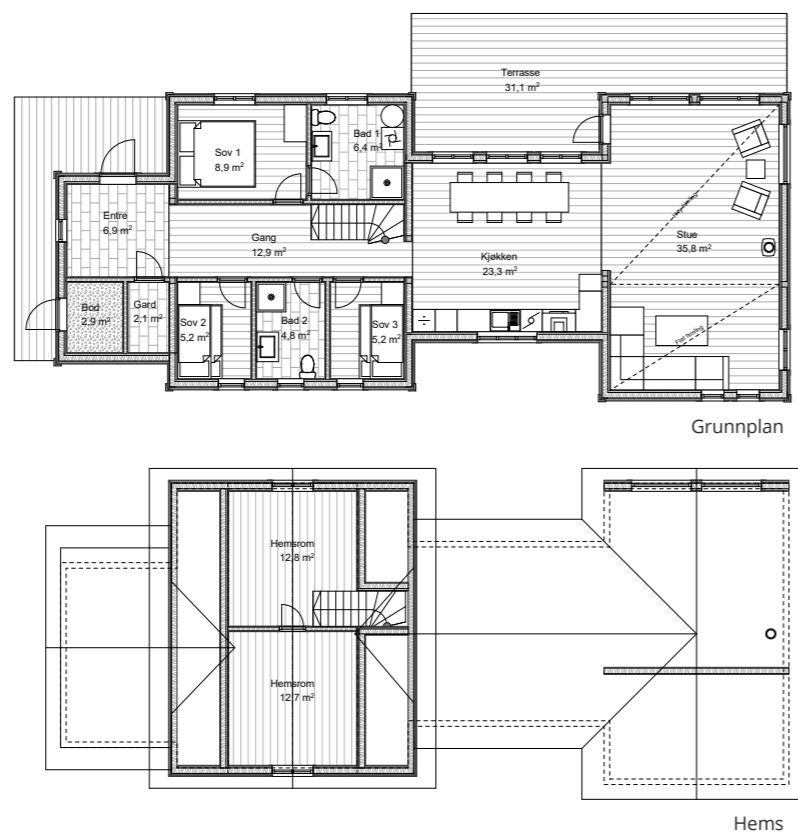 Terrasse
31,1 m²
Bad 1
6,4 m²
Sov 1
8,9 m²
Entre
6,9 m²
Gang
12,9 m²
Stue
35,8 m²
Kjøkken
23,3 m²
Bod
2,9 m²
Gard
2,1 m²
Sov 2
5,2 m²
Bad 2
4,8 m²
Sov 3
5,2 m²
Flat himling
Grunnplan
Hemsrom
12,8 m²
Hemsrom
12,7 m²
Hems